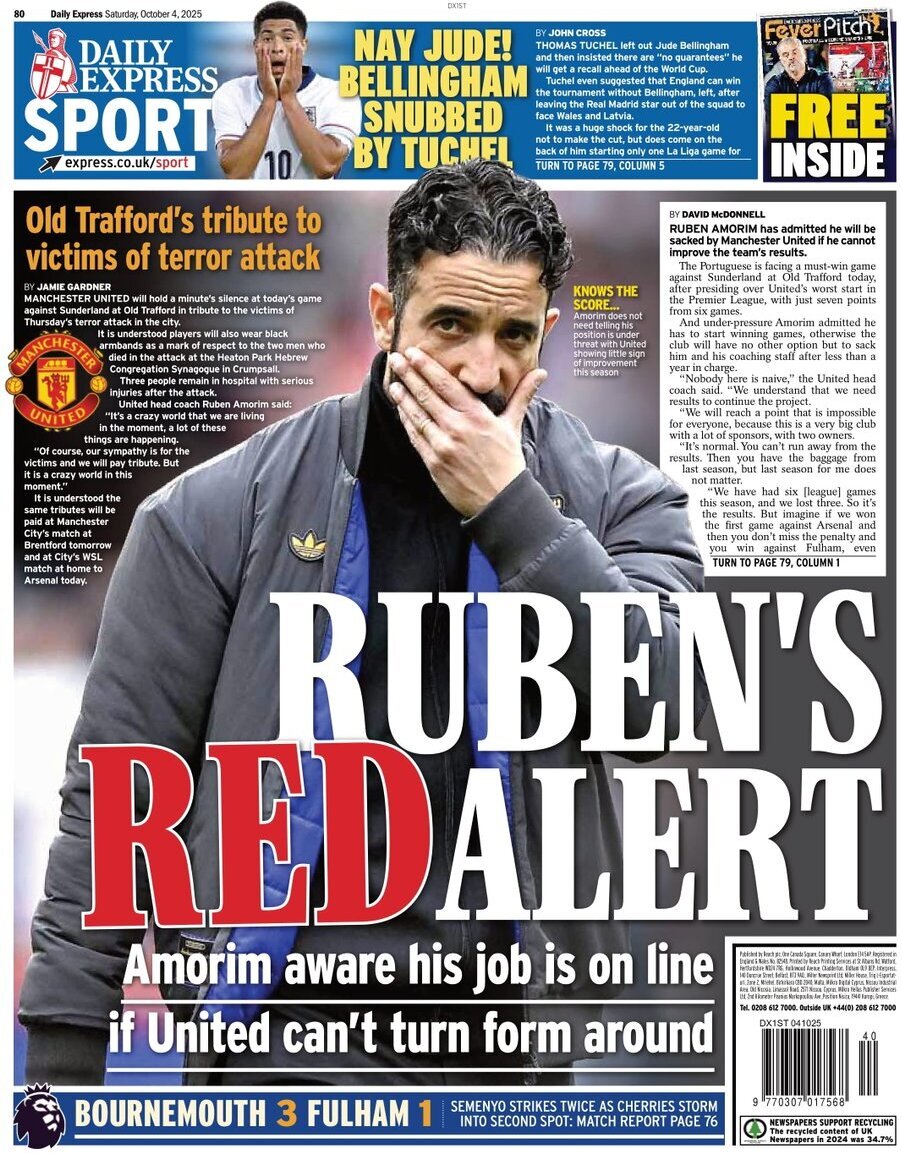 80 Daily Express Saturday, October 4, 2025
DX1ST
DAILY
EXPRESS
SPORT
express.co.uk/sport
10
NAY JUDE!
BELLINGHAM
SNUBBED
BY TUCHEL
BY JOHN CROSS
THOMAS TUCHEL left out Jude Bellingham
and then insisted there are "no guarantees" he
will get a recall ahead of the World Cup.
Tuchel even suggested that England can win
the tournament without Bellingham, left, after
leaving the Real Madrid star out of the squad to
face Wales and Latvia.
It was a huge shock for the 22-year-old
not to make the cut, but does come on the
back of him starting only one La Liga game for
TURN TO PAGE 79, COLUMN 5
FeverPitch
FREE
INSIDE
Old Trafford's tribute to
victims of terror attack
BY JAMIE GARDNER
MANCHESTER UNITED will hold a minute's silence at today's game
against Sunderland at Old Trafford in tribute to the victims of
Thursday's terror attack in the city.
It is understood players will also wear black
armbands as a mark of respect to the two men who
died in the attack at the Heaton Park Hebrew
Congregation Synagogue in Crumpsall.
Three people remain in hospital with serious
injuries after the attack.
United head coach Ruben Amorim said:
"It's a crazy world that we are living
in the moment, a lot of these
things are happening.
"Of course, our sympathy is for the
victims and we will pay tribute. But
it is a crazy world in this
moment."
It is understood the
same tributes will be
paid at Manchester
City's match at
Brentford tomorrow
and at City's WSL
match at home to
Arsenal today.
MANCHESTER
UNITED
KNOWS THE
SCORE...
Amorim does not
need telling his
position is under
threat with United
showing little sign
of improvement
this season
BY DAVID McDONNELL
RUBEN AMORIM has admitted he will be
sacked by Manchester United if he cannot
improve the team's results.
The Portuguese is facing a must-win game
against Sunderland at Old Trafford today,
after presiding over United's worst start in
the Premier League, with just seven points
from six games.
And under-pressure Amorim admitted he
has to start winning games, otherwise the
club will have no other option but to sack
him and his coaching staff after less than a
year in charge.
"Nobody here is naive," the United head
coach said. "We understand that we need
results to continue the project.
"We will reach a point that is impossible
for everyone, because this is a very big club
with a lot of sponsors, with two owners.
"It's normal. You can't run away from the
results. Then you have the baggage from
last season, but last season for me does
not matter.
"We have had six [league] games
this season, and we lost three. So it's
the results. But imagine if we won
the first game against Arsenal and
then you don't miss the penalty and
you win against Fulham, even
TURN TO PAGE 79, COLUMN 1
RUBEN'S
RED ALERT
Amorim aware his job is on line
if United can't turn form around
BOURNEMOUTH 3 FULHAM 1
SEMENYO STRIKES TWICE AS CHERRIES STORM
INTO SECOND SPOT: MATCH REPORT PAGE 76
Published by Reach plc, One Canada Square, Canary Wharf, London
Tel. 0208 612 7000. Outside UK +44(0) 208 612 7000
DX1ST 041025
40
9 770307 017568
NEWSPAPERS SUPPORT RECYCLING
The recycled content of UK
Newspapers in 2024 was 34.7%